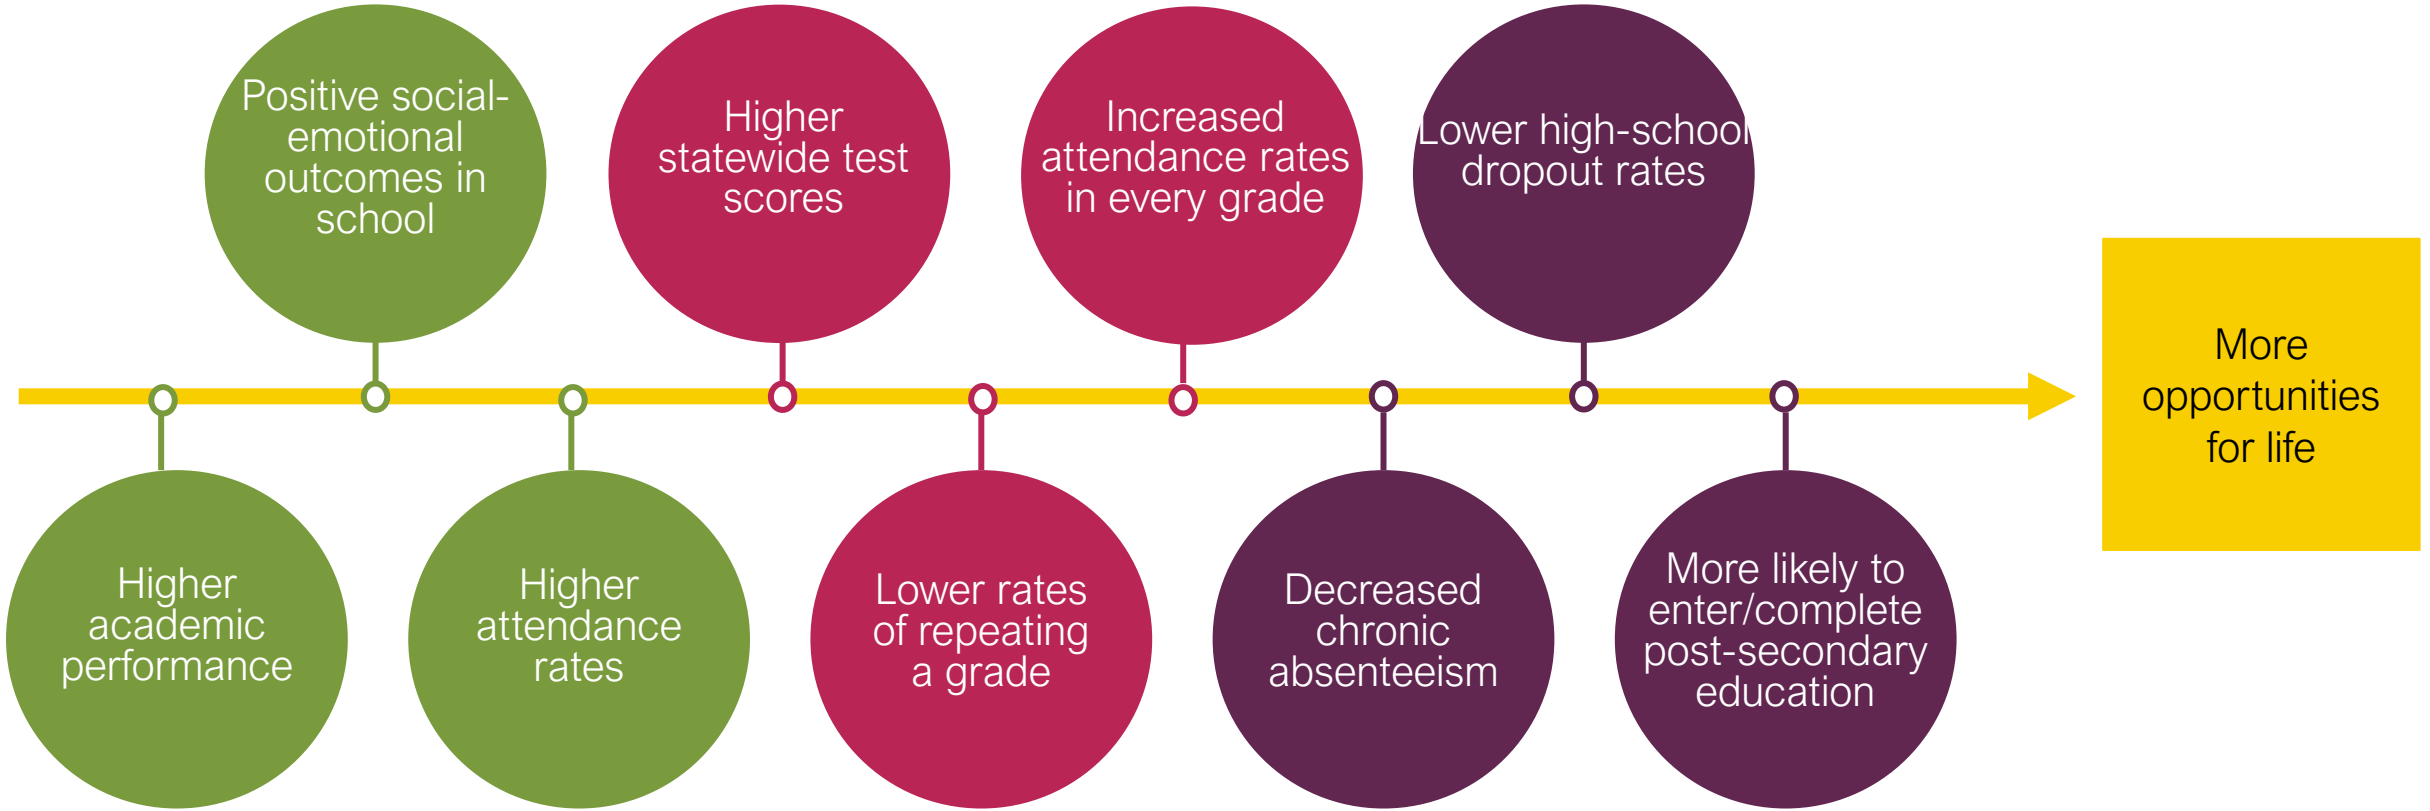 Positive social-
emotional
outcomes in
school
Higher
statewide test
scores
Increased
attendance rates
in every grade
Lower high-school
dropout rates
More
opportunities
for life
Higher
academic
performance
Higher
attendance
rates
Lower rates
of repeating
a grade
Decreased
chronic
absenteeism
More likely to
enter/complete
post-secondary
education